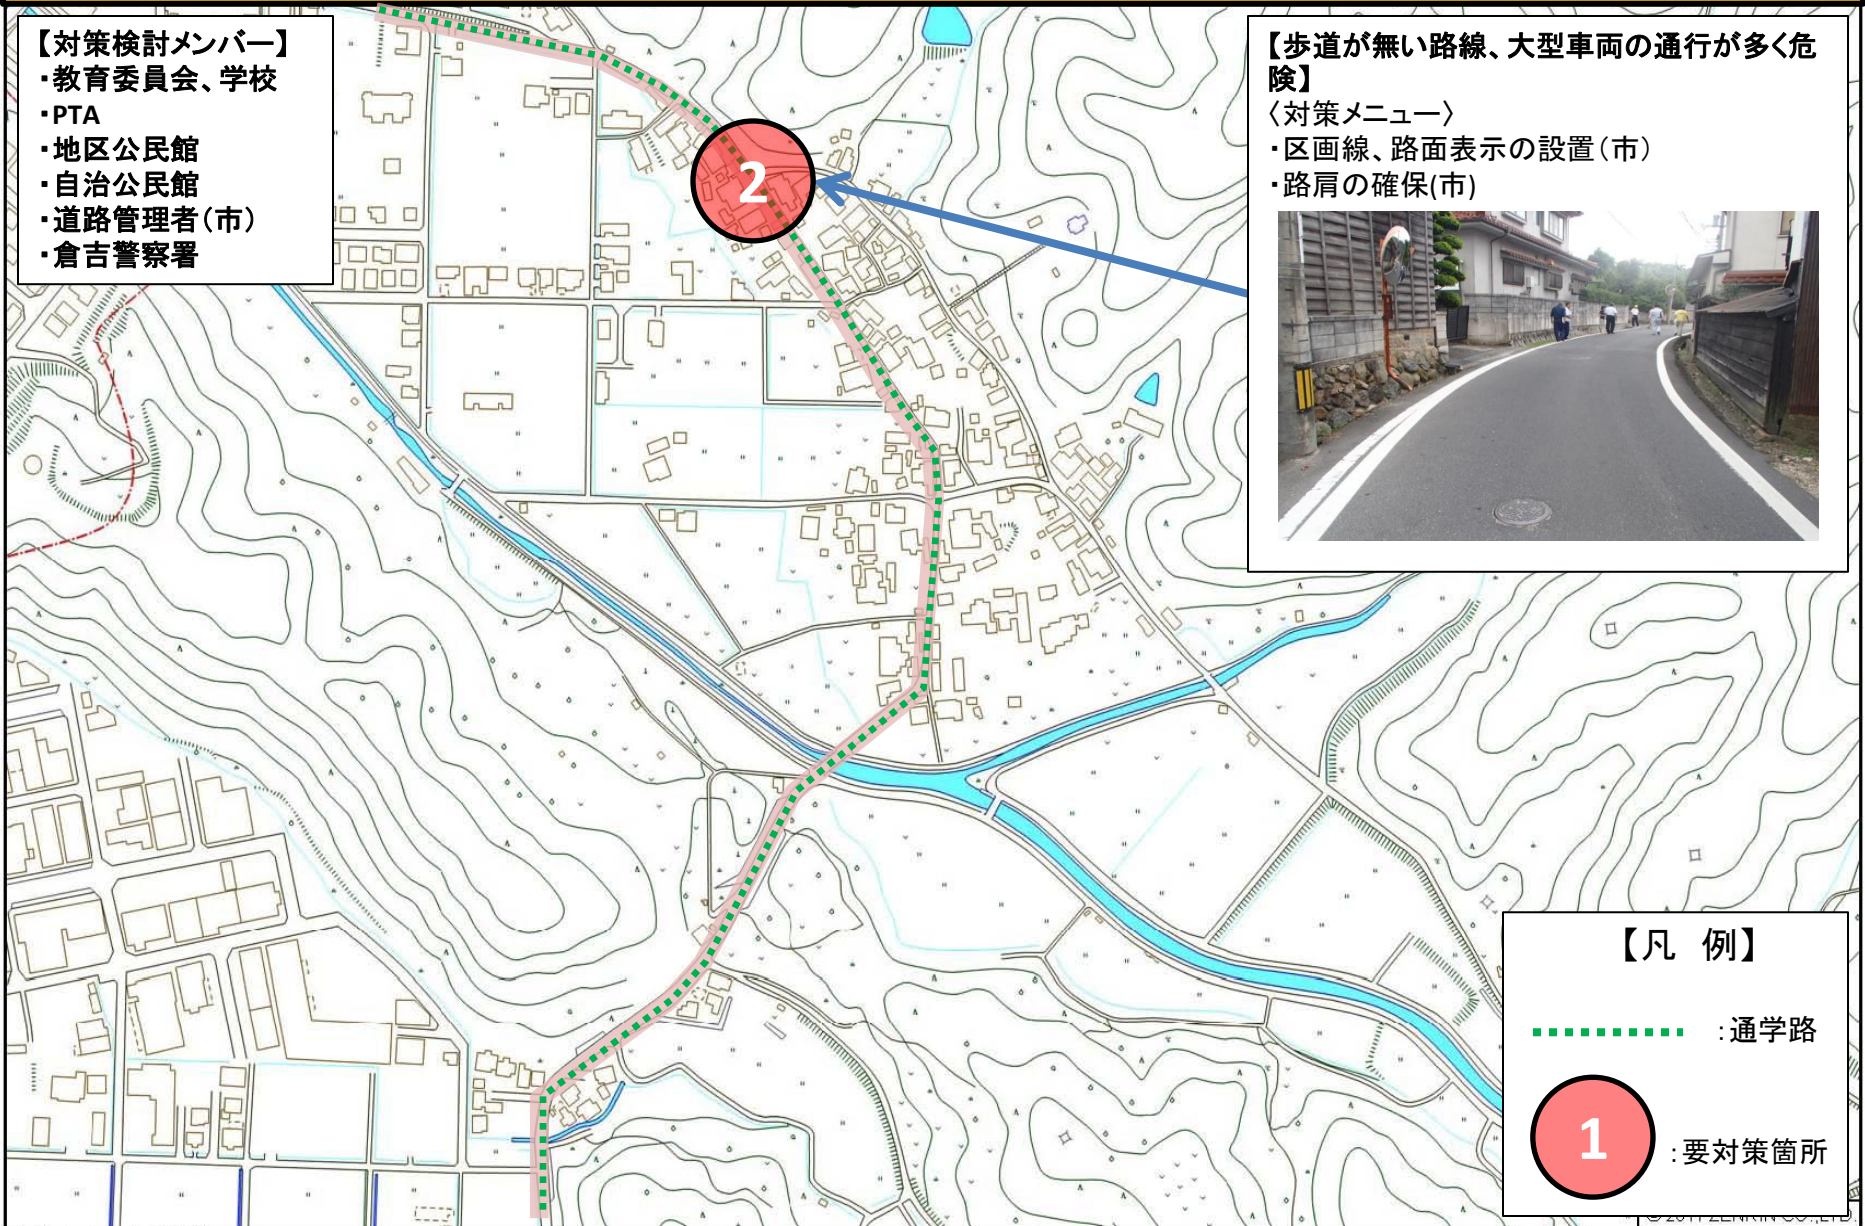 【対策検討メンバー】
・教育委員会、学校
・PTA
・地区公民館
・自治公民館
・道路管理者（市）
・倉吉警察署
【歩道が無い路線、大型車両の通行が多く危
険】
〈対策メニュー〉
・区画線、路面表示の設置（市）
・路肩の確保(市)
2
【凡　例】
：通学路
1
：要対策箇所